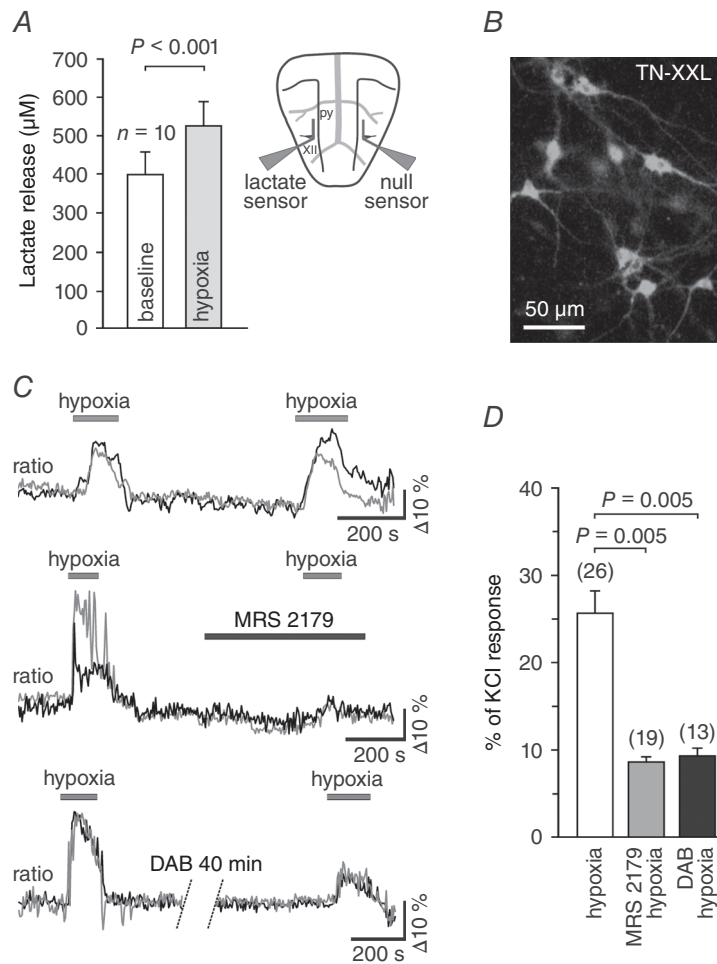 A
P < 0.001
700
600
500
400
300
200
100
0
Lactate release (μM)
n = 10
baseline
hypoxia
py
XII
lactate
sensor
null
sensor
B
TN-XXL
50 μm
C
hypoxia
hypoxia
ratio
200 s
Δ10 %
hypoxia
hypoxia
MRS 2179
ratio
200 s
Δ10 %
hypoxia
hypoxia
DAB 40 min
ratio
200 s
Δ10 %
D
40
30
20
10
0
% of KCl response
P = 0.005
P = 0.005
(26)
(19)
(13)
hypoxia
MRS 2179
hypoxia
DAB
hypoxia